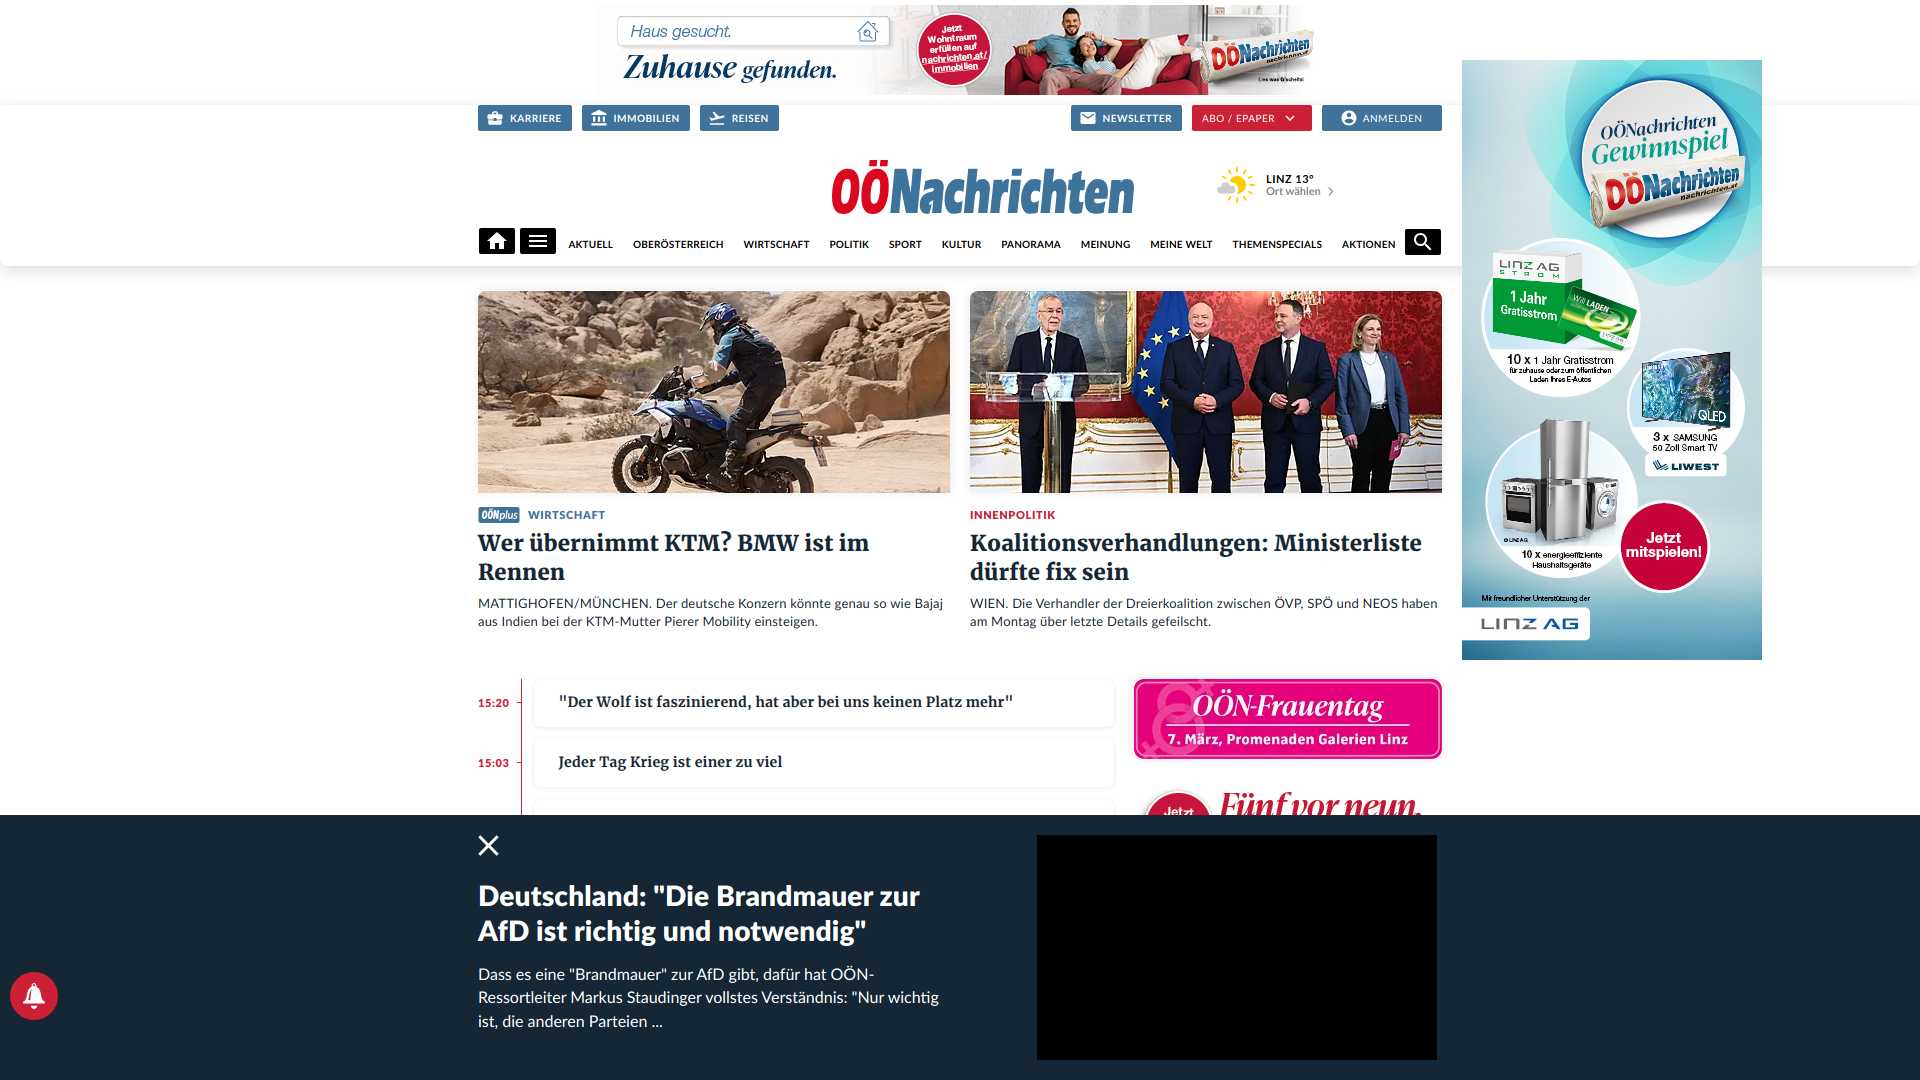 Haus gesucht.
Zuhause gefunden.
Jetzt
Wohntraum
erfüllen auf
nachrichten.at/
immobilien
OÖNachrichten
KARRIERE
IMMOBILIEN
REISEN
NEWSLETTER
ABO / EPAPER
ANMELDEN
OÖNachrichten
LINZ 13°
Ort wählen
AKTUELL
OBERÖSTERREICH
WIRTSCHAFT
POLITIK
SPORT
KULTUR
PANORAMA
MEINUNG
MEINE WELT
THEMENSPECIALS
AKTIONEN
OÖNachrichten
Gewinnspiel
OÖNachrichten
nachrichten.at
LINZ AG
STROM
1 Jahr
Gratisstrom
Will LADEN
10 x 1 Jahr Gratisstrom
für zuhause oder zum öffentlichen
Laden Ihres E-Autos
QLED
3 x SAMSUNG
50 Zoll Smart TV
LIWEST
© LINZ AG
10 x energieeffiziente
Haushaltsgeräte
Jetzt
mitspielen!
Mit freundlicher Unterstützung der
LINZ AG
OÖNplus WIRTSCHAFT
Wer übernimmt KTM? BMW ist im
Rennen
MATTIGHOFEN/MÜNCHEN. Der deutsche Konzern könnte genau so wie Bajaj
aus Indien bei der KTM-Mutter Pierer Mobility einsteigen.
INNENPOLITIK
Koalitionsverhandlungen: Ministerliste
dürfte fix sein
WIEN. Die Verhandler der Dreierkoalition zwischen ÖVP, SPÖ und NEOS haben
am Montag über letzte Details gefeilscht.
15:20
"Der Wolf ist faszinierend, hat aber bei uns keinen Platz mehr"
15:03
Jeder Tag Krieg ist einer zu viel
OÖN-Frauentag
7. März, Promenaden Galerien Linz
Jetzt
Fünf vor neun.
Deutschland: "Die Brandmauer zur
AfD ist richtig und notwendig"
Dass es eine "Brandmauer" zur AfD gibt, dafür hat OÖN-
Ressortleiter Markus Staudinger vollstes Verständnis: "Nur wichtig
ist, die anderen Parteien ...